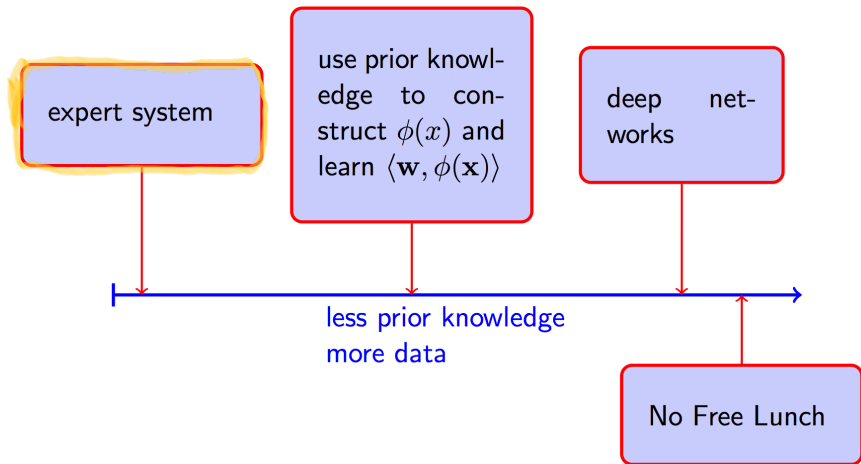 expert system
use prior knowl-
edge to con-
struct ϕ(x) and
learn ⟨w, ϕ(x)⟩
deep net-
works
less prior knowledge
more data
No Free Lunch